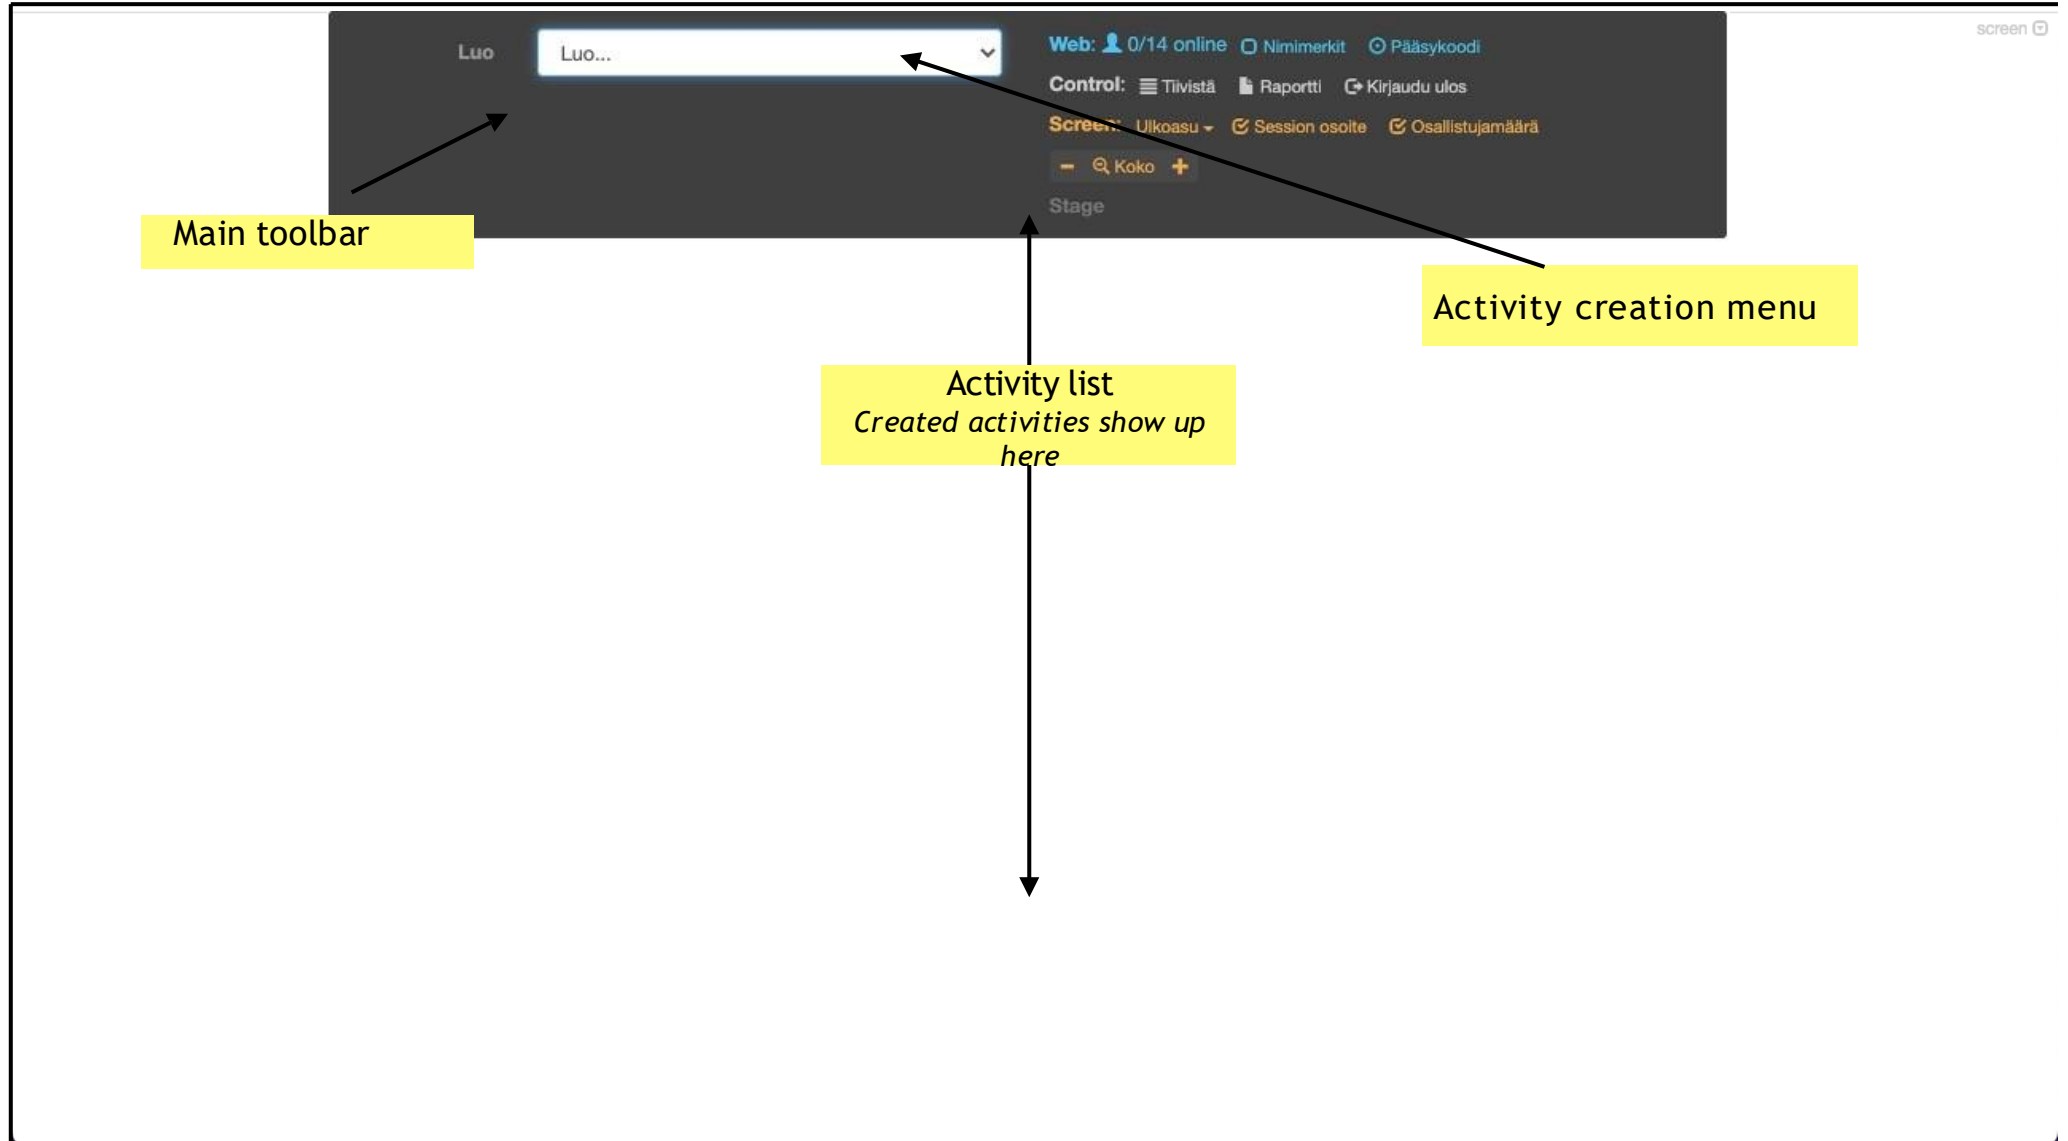 screen
Luo
Luo...
Web: 0/14 online Nimimerkit Pääsykoodi
Control: Tiivistä Raportti Kirjaudu ulos
Screen: Ulkoasu Session osoite Osallistujamäärä
Koko
Stage
Main toolbar
Activity creation menu
Activity list
Created activities show up
here